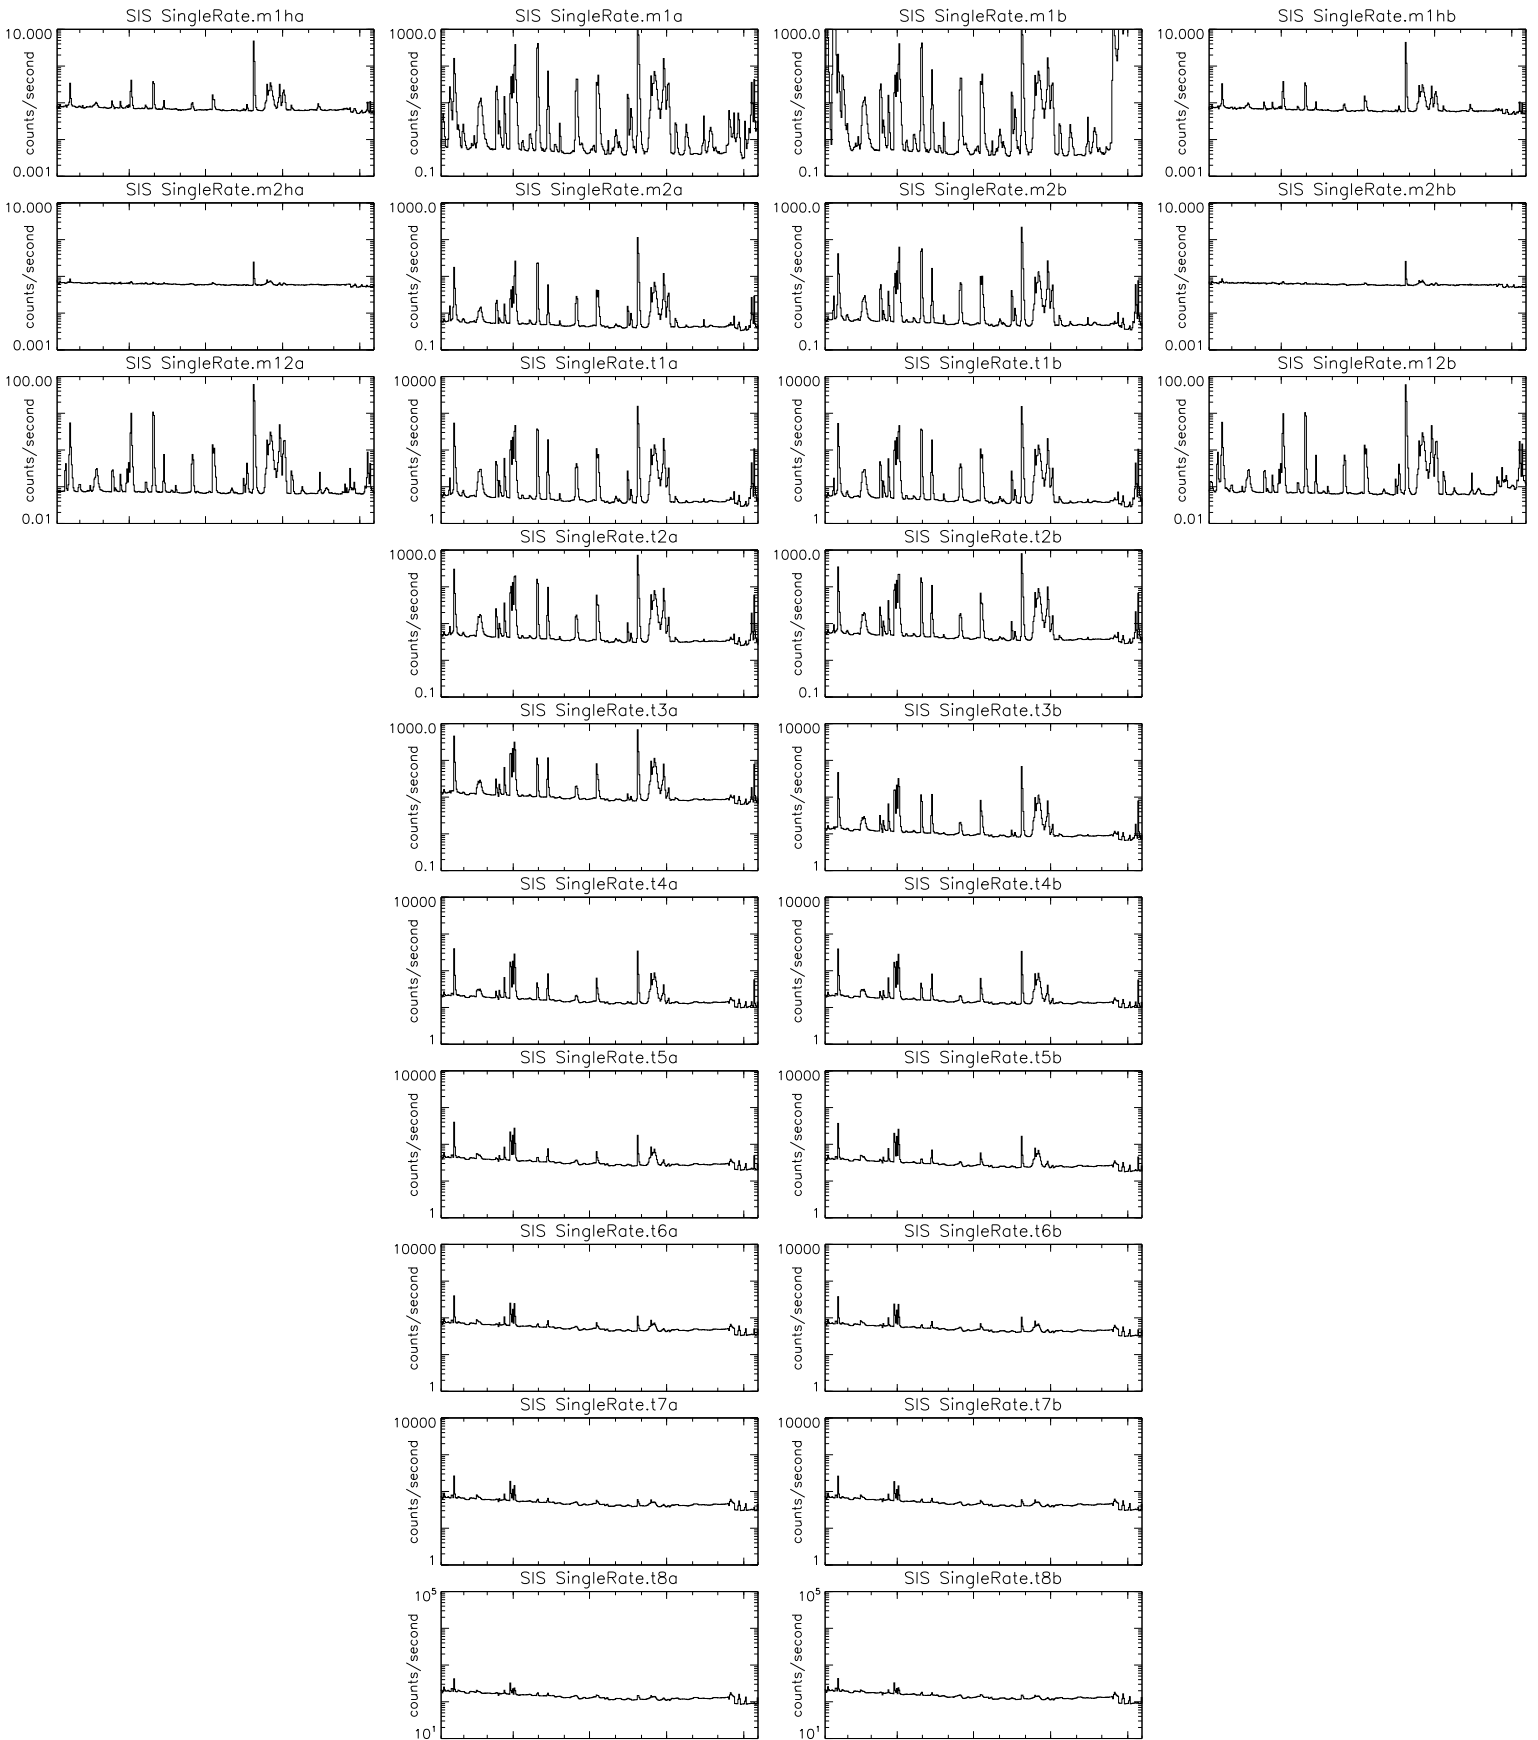 SIS SingleRate.m1ha
10.000
counts/second
0.001
SIS SingleRate.m1a
1000.0
counts/second
0.1
SIS SingleRate.m1b
1000.0
counts/second
0.1
SIS SingleRate.m1hb
10.000
counts/second
0.001
SIS SingleRate.m2ha
10.000
counts/second
0.001
SIS SingleRate.m2a
1000.0
counts/second
0.1
SIS SingleRate.m2b
1000.0
counts/second
0.1
SIS SingleRate.m2hb
10.000
counts/second
0.001
SIS SingleRate.m12a
100.00
counts/second
0.01
SIS SingleRate.t1a
10000
counts/second
1
SIS SingleRate.t1b
10000
counts/second
1
SIS SingleRate.m12b
100.00
counts/second
0.01
SIS SingleRate.t2a
1000.0
counts/second
0.1
SIS SingleRate.t2b
1000.0
counts/second
0.1
SIS SingleRate.t3a
1000.0
counts/second
0.1
SIS SingleRate.t3b
10000
counts/second
1
SIS SingleRate.t4a
10000
counts/second
1
SIS SingleRate.t4b
10000
counts/second
1
SIS SingleRate.t5a
10000
counts/second
1
SIS SingleRate.t5b
10000
counts/second
1
SIS SingleRate.t6a
10000
counts/second
1
SIS SingleRate.t6b
10000
counts/second
1
SIS SingleRate.t7a
10000
counts/second
1
SIS SingleRate.t7b
10000
counts/second
1
SIS SingleRate.t8a
10⁵
counts/second
10¹
SIS SingleRate.t8b
10⁵
counts/second
10¹